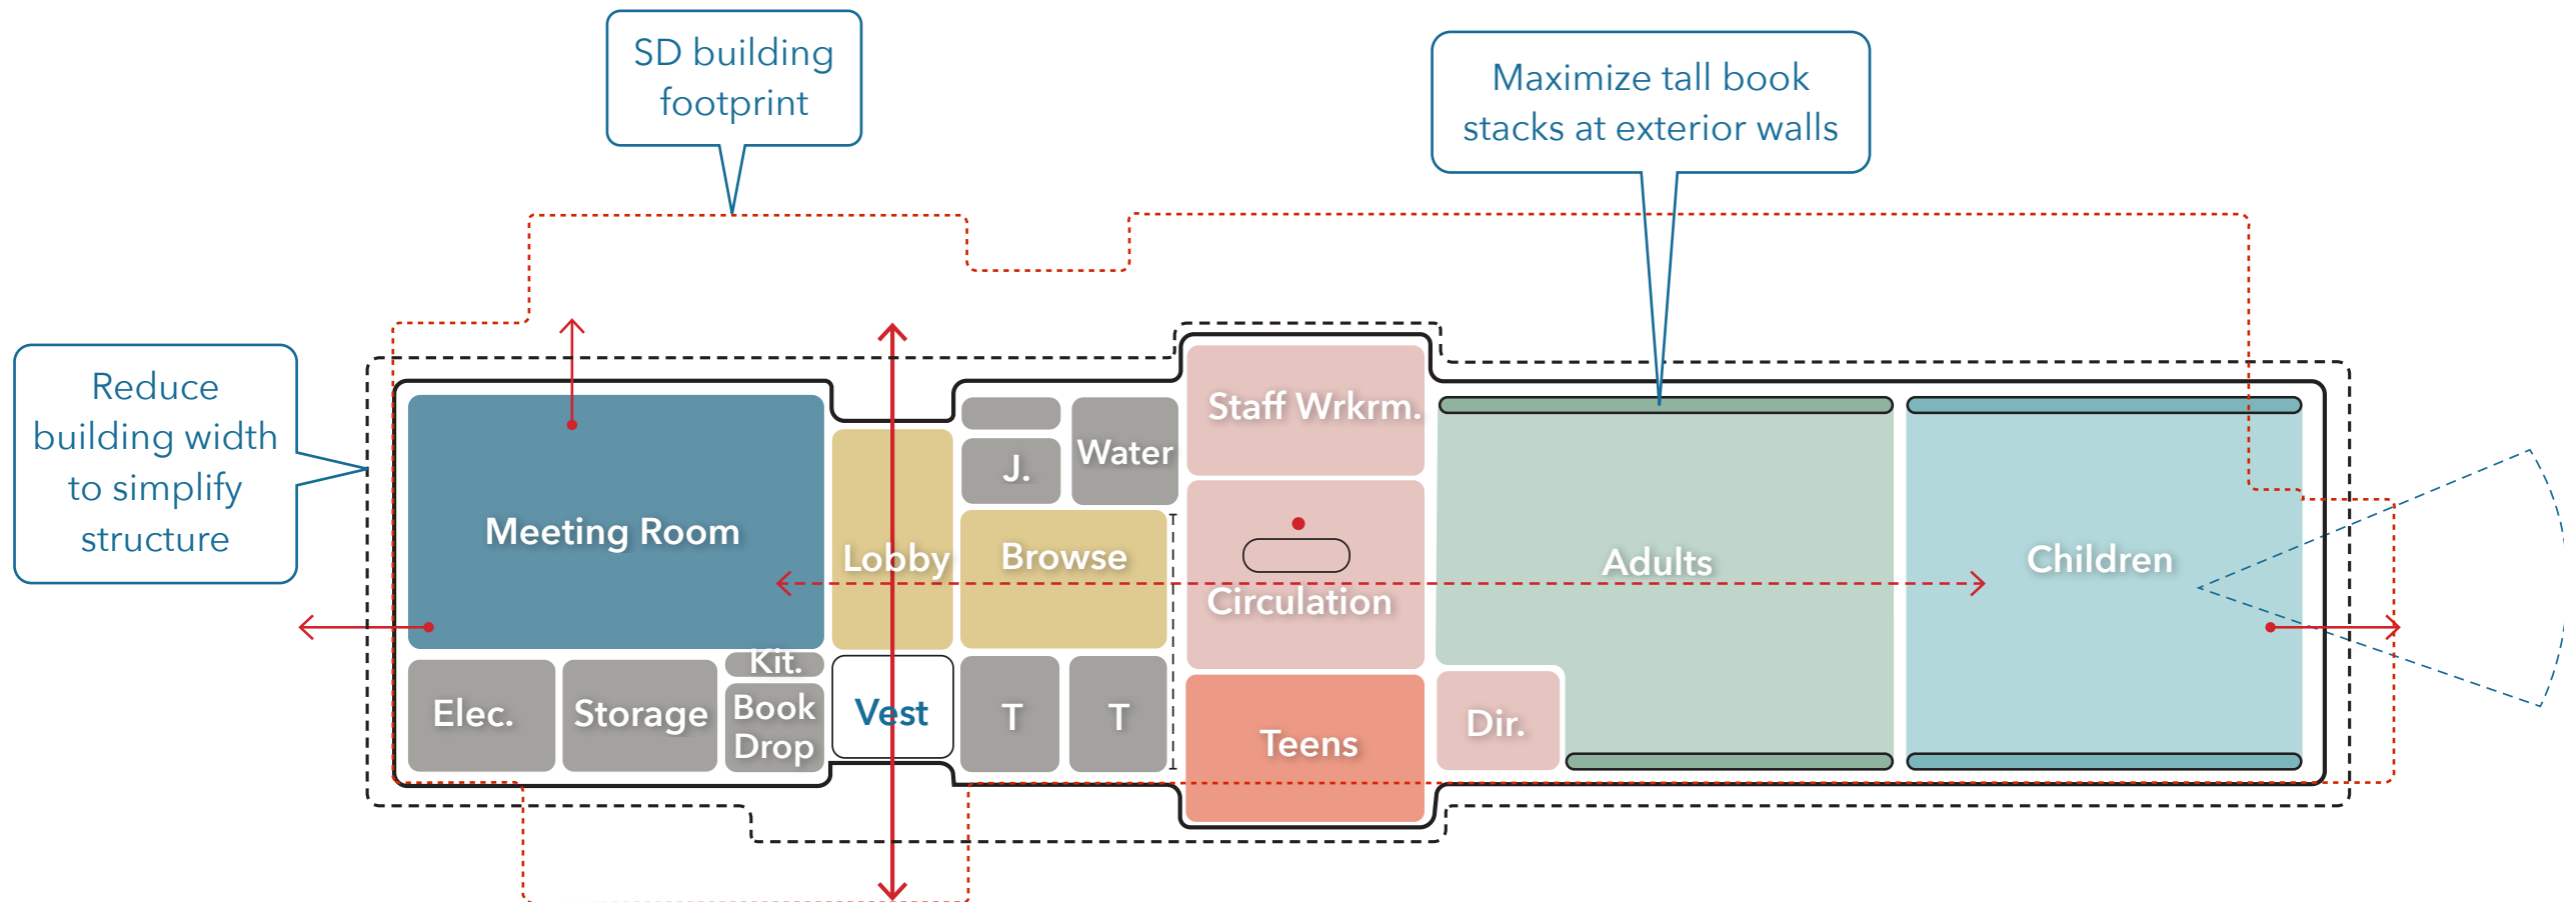 SD building
footprint
Maximize tall book
stacks at exterior walls
Reduce
building width
to simplify
structure
Meeting Room
Elec.
Storage
Kit.
Book
Drop
Lobby
Vest
J.
Water
Browse
T
T
Staff Wrkrm.
Circulation
Teens
Dir.
Adults
Children